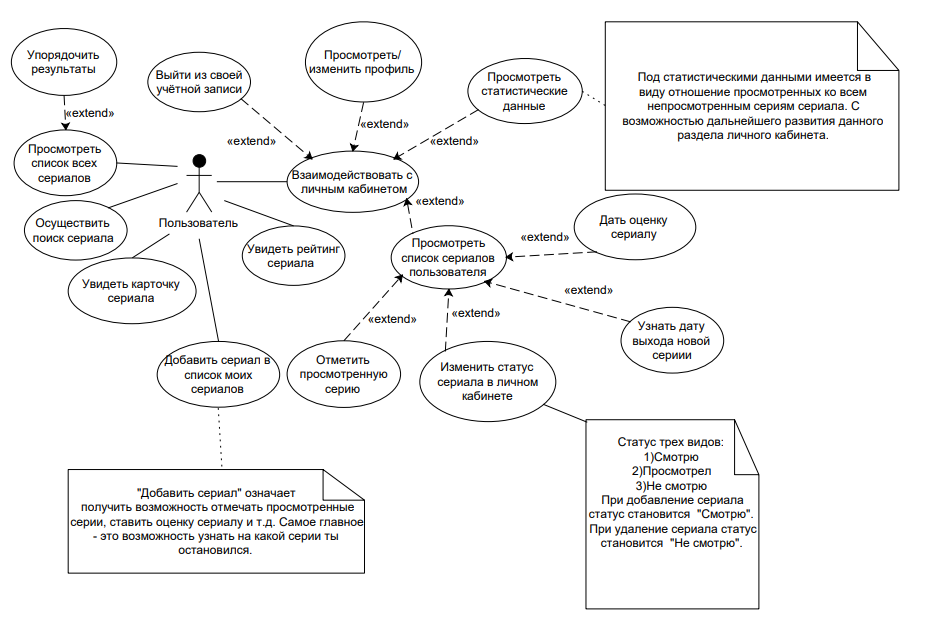 Упорядочить
результаты
«extend»
Просмотреть
список всех
сериалов
Выйти из своей
учётной записи
«extend»
Просмотреть/
изменить профиль
«extend»
Просмотреть
статистические
данные
«extend»
Под статистическими данными имеется в
виду отношение просмотренных ко всем
непросмотренным сериям сериала. С
возможностью дальнейшего развития данного
раздела личного кабинета.
Взаимодействовать с
личным кабинетом
«extend»
Пользователь
Осуществить
поиск сериала
Увидеть карточку
сериала
Увидеть рейтинг
сериала
Просмотреть
список сериалов
пользователя
«extend»
Дать оценку
сериалу
«extend»
Узнать дату
выхода новой
сериии
«extend»
«extend»
Добавить сериал в
список моих
сериалов
Отметить
просмотренную
серию
Изменить статус
сериала в личном
кабинете
"Добавить сериал" означает
получить возможность отмечать просмотренные
серии, ставить оценку сериалу и т.д. Самое главное
- это возможность узнать на какой серии ты
остановился.
Статус трех видов:
1)Смотрю
2)Просмотрел
3)Не смотрю
При добавление сериала
статус становится "Смотрю".
При удаление сериала статус
становится "Не смотрю".